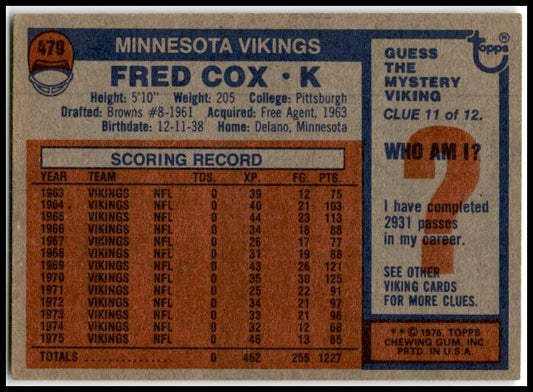 479
MINNESOTA VIKINGS
FRED COX • K
Height: 5'10" Weight: 205 College: Pittsburgh
Drafted: Browns #8-1961 Acquired: Free Agent, 1963
Birthdate: 12-11-38 Home: Delano, Minnesota
SCORING RECORD
YEAR TEAM TDS. XP. FG. PTS.
1963 VIKINGS NFL 0 39 12 75
1964 VIKINGS NFL 0 40 21 103
1965 VIKINGS NFL 0 44 23 113
1966 VIKINGS NFL 0 34 18 88
1967 VIKINGS NFL 0 26 17 77
1968 VIKINGS NFL 0 31 19 88
1969 VIKINGS NFL 0 43 26 121
1970 VIKINGS NFL 0 35 30 125
1971 VIKINGS NFL 0 25 22 91
1972 VIKINGS NFL 0 34 21 97
1973 VIKINGS NFL 0 33 21 96
1974 VIKINGS NFL 0 32 12 68
1975 VIKINGS NFL 0 46 13 85
TOTALS ................ 0 462 255 1227
topps
GUESS
THE
MYSTERY
VIKING
CLUE 11 of 12.
?
WHO AM I?
I have completed
2931 passes
in my career.
SEE OTHER
VIKING CARDS
FOR MORE CLUES.
** © 1976, TOPPS
CHEWING GUM, INC.
PRTD. IN U.S.A.